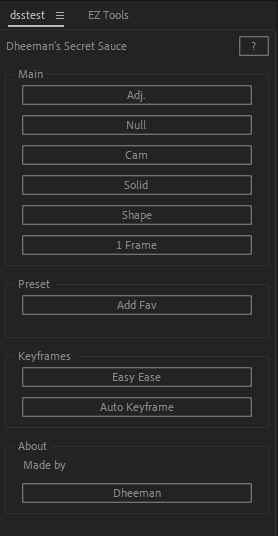 dsstest ☰ EZ Tools
Dheeman's Secret Sauce ?
Main
Adj.
Null
Cam
Solid
Shape
1 Frame
Preset
Add Fav
Keyframes
Easy Ease
Auto Keyframe
About
Made by
Dheeman